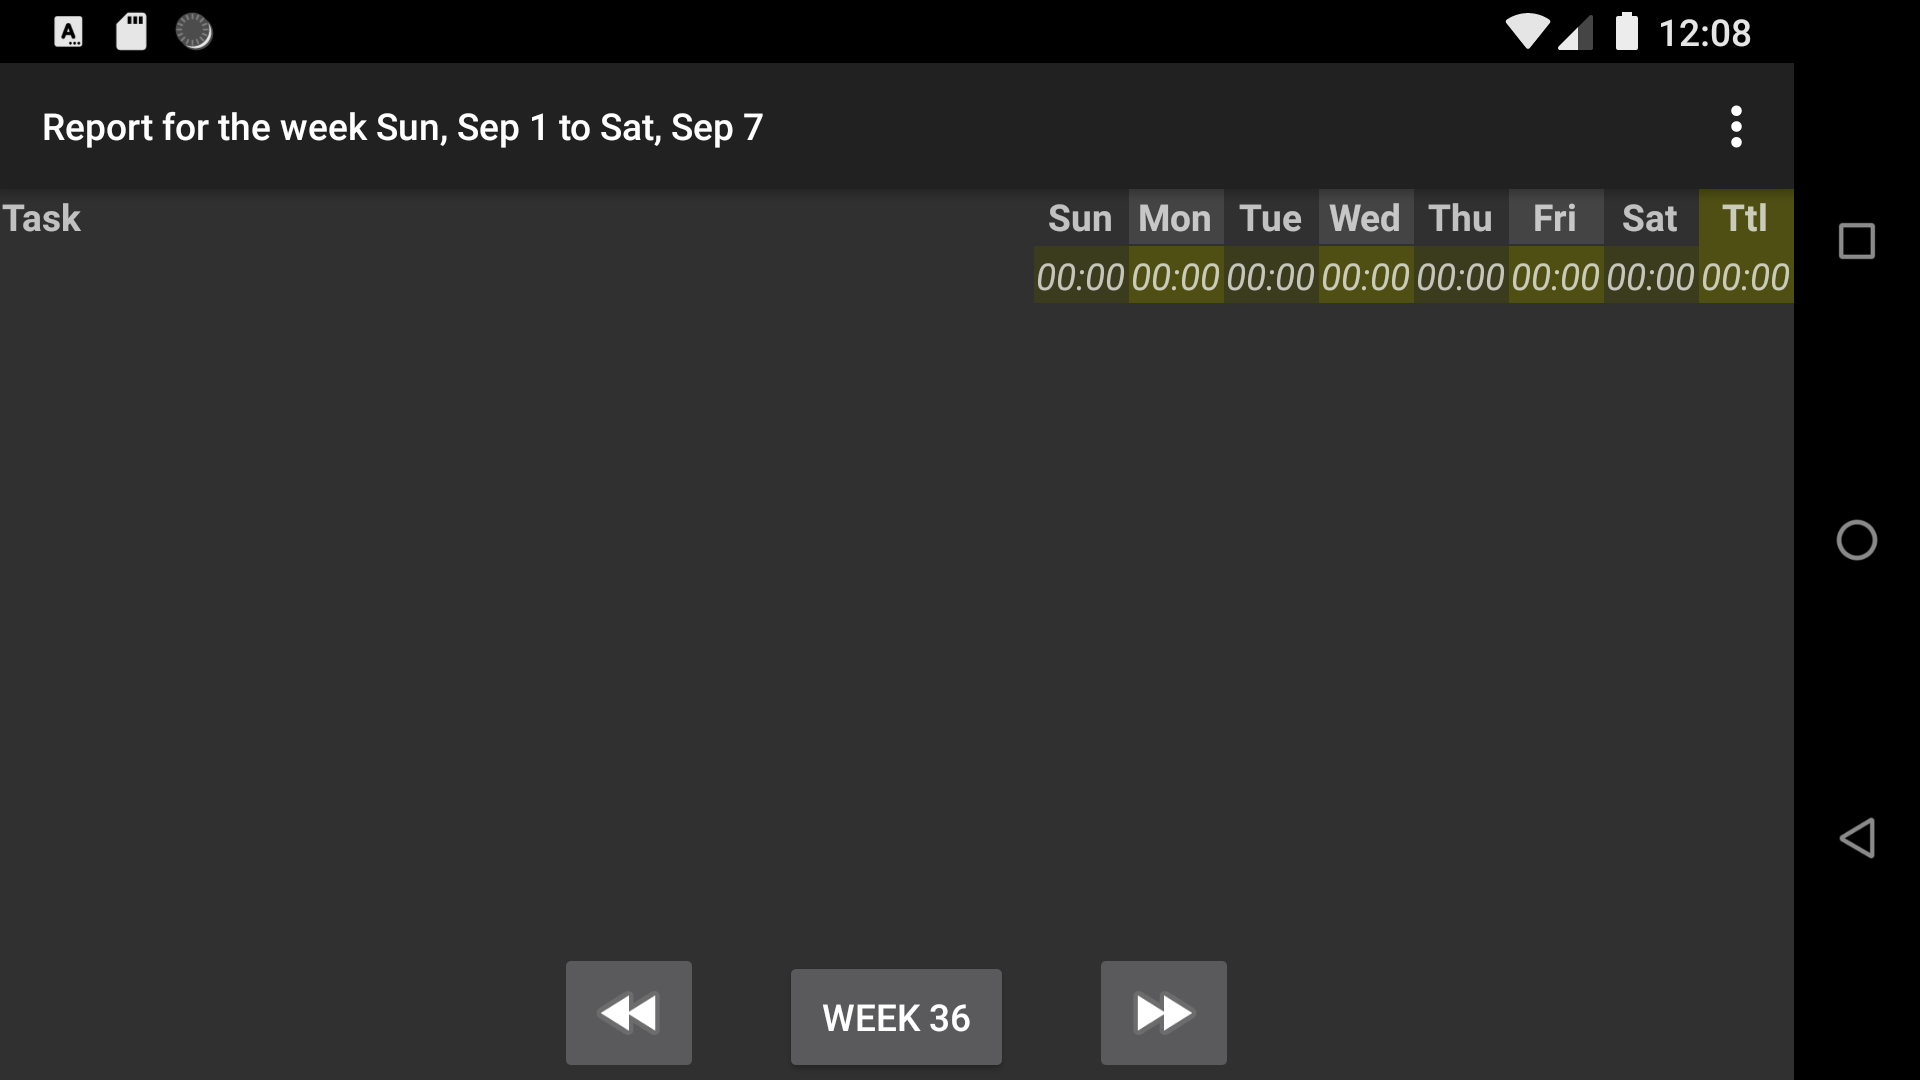 12:08
Report for the week Sun, Sep 1 to Sat, Sep 7
Task Sun Mon Tue Wed Thu Fri Sat Ttl
00:00 00:00 00:00 00:00 00:00 00:00 00:00 00:00
WEEK 36